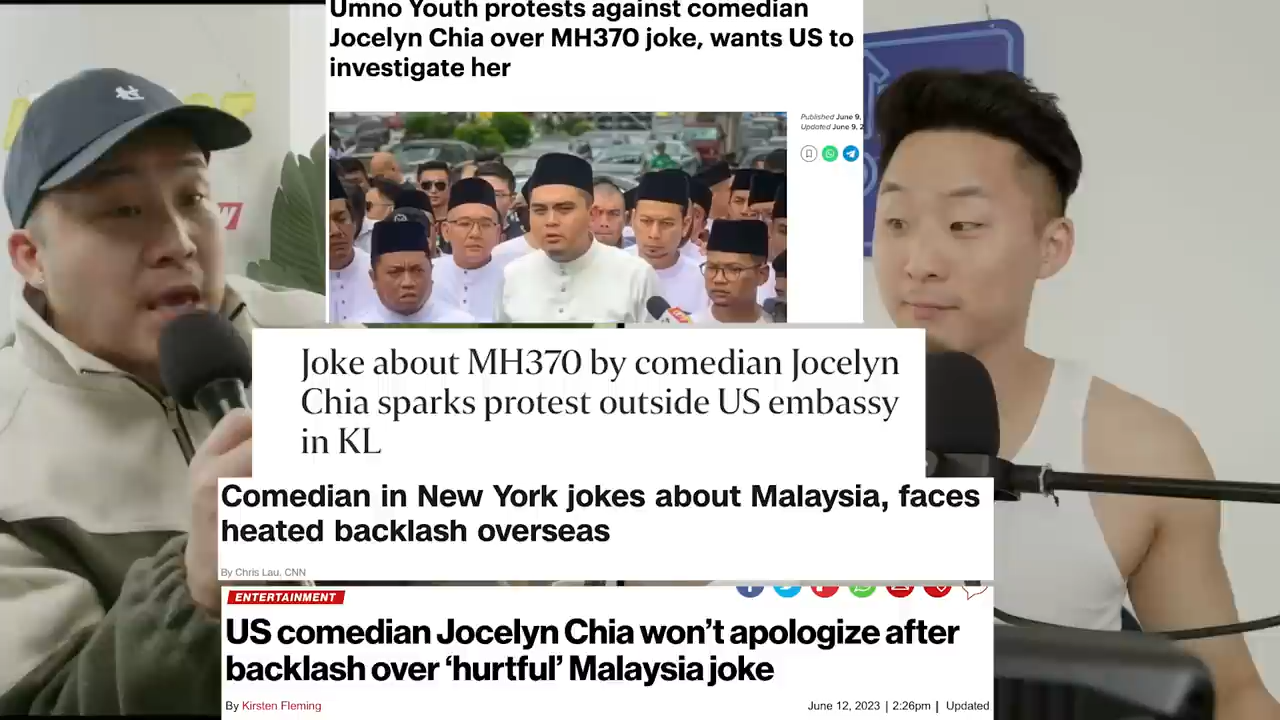 Umno Youth protests against comedian
Jocelyn Chia over MH370 joke, wants US to
investigate her
Published June 9,
Updated June 9, 2
Joke about MH370 by comedian Jocelyn
Chia sparks protest outside US embassy
in KL
Comedian in New York jokes about Malaysia, faces
heated backlash overseas
By Chris Lau, CNN
ENTERTAINMENT
US comedian Jocelyn Chia won't apologize after
backlash over ‘hurtful’ Malaysia joke
By Kirsten Fleming
June 12, 2023 | 2:26pm | Updated